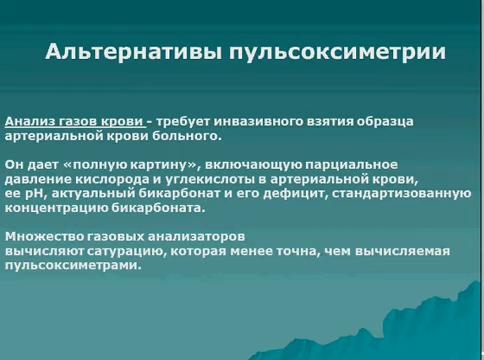 Альтернативы пульсоксиметрии
Анализ газов крови - требует инвазивного взятия образца
артериальной крови больного.
Он дает «полную картину», включающую парциальное
давление кислорода и углекислоты в артериальной крови,
ее pH, актуальный бикарбонат и его дефицит, стандартизованную
концентрацию бикарбоната.
Множество газовых анализаторов
вычисляют сатурацию, которая менее точна, чем вычисляемая
пульсоксиметрами.